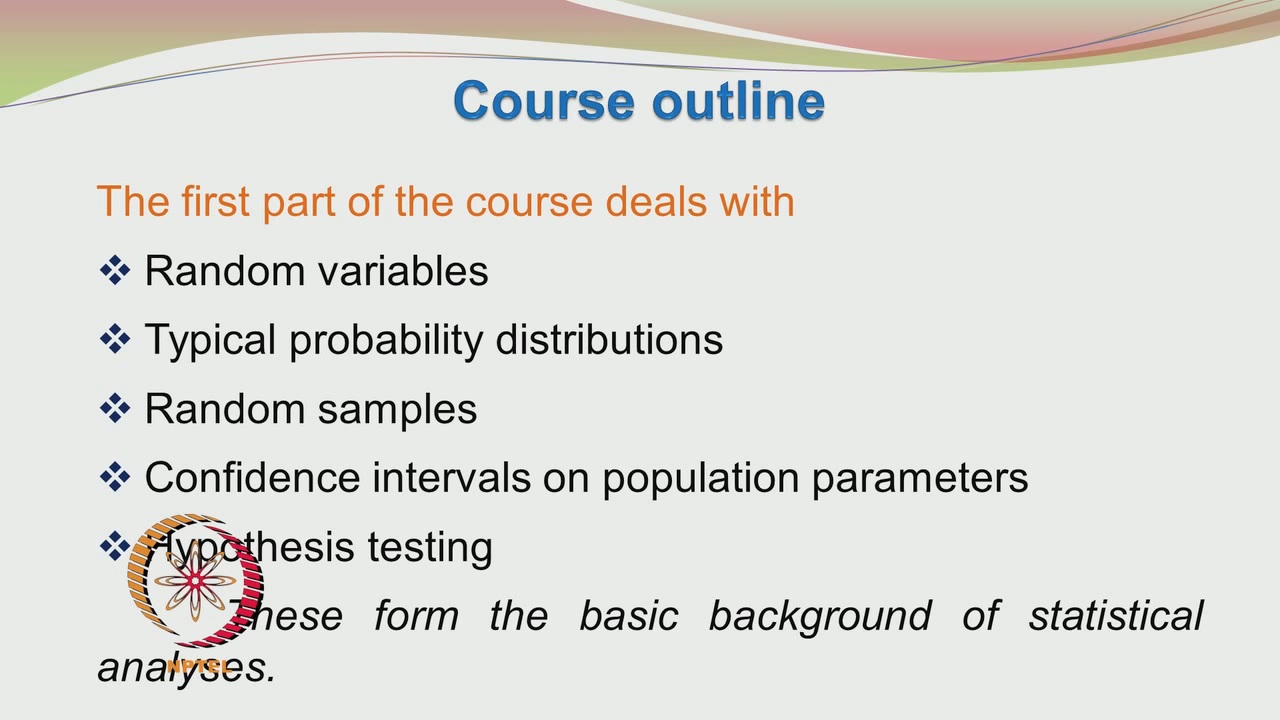 Course outline
The first part of the course deals with
❖ Random variables
❖ Typical probability distributions
❖ Random samples
❖ Confidence intervals on population parameters
❖ Hypothesis testing
These form the basic background of statistical
analyses.
NPTEL